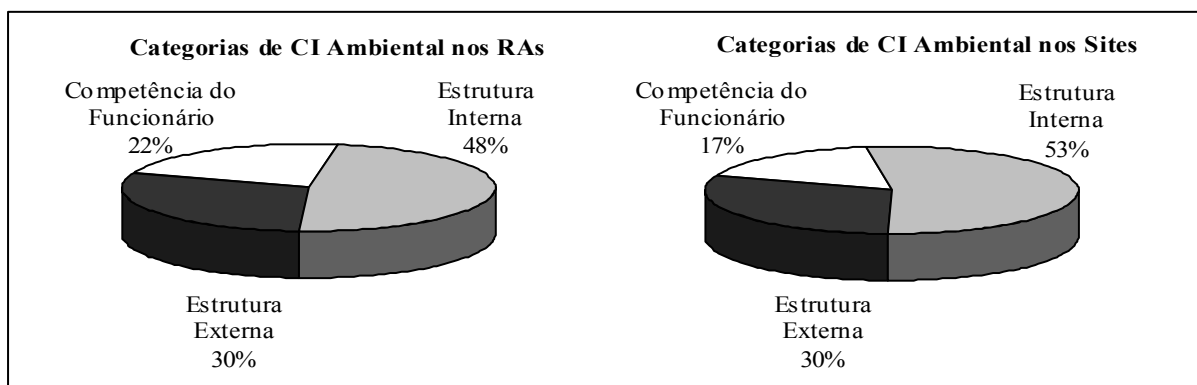 Categorias de CI Ambiental nos RAs
Competência do
Funcionário
22%
Estrutura
Interna
48%
Estrutura
Externa
30%
Categorias de CI Ambiental nos Sites
Competência do
Funcionário
17%
Estrutura
Interna
53%
Estrutura
Externa
30%